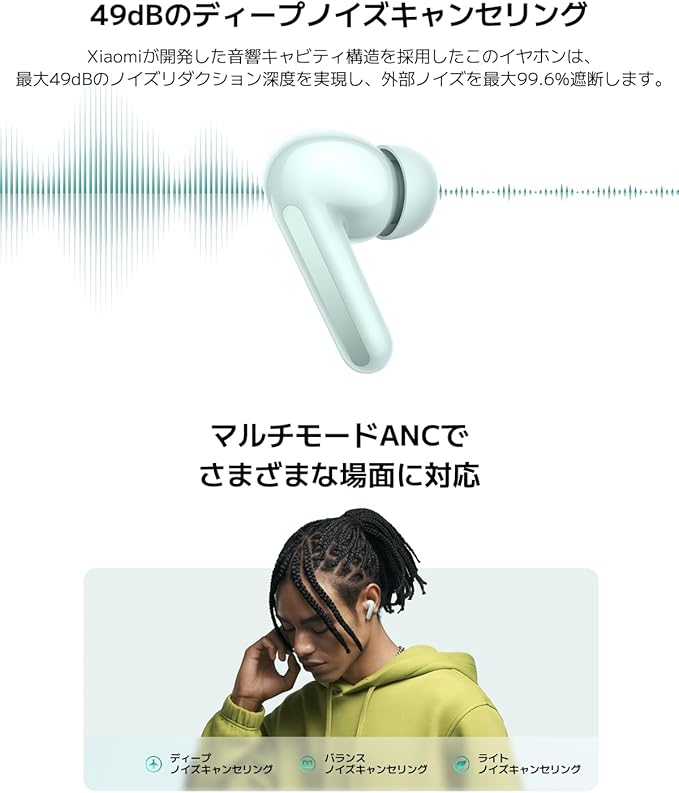 49dBのディープノイズキャンセリング
Xiaomiが開発した音響キャビティ構造を採用したこのイヤホンは、
最大49dBのノイズリダクション深度を実現し、外部ノイズを最大99.6%遮断します。
マルチモードANCで
さまざまな場面に対応
ディープ
ノイズキャンセリング
バランス
ノイズキャンセリング
ライト
ノイズキャンセリング